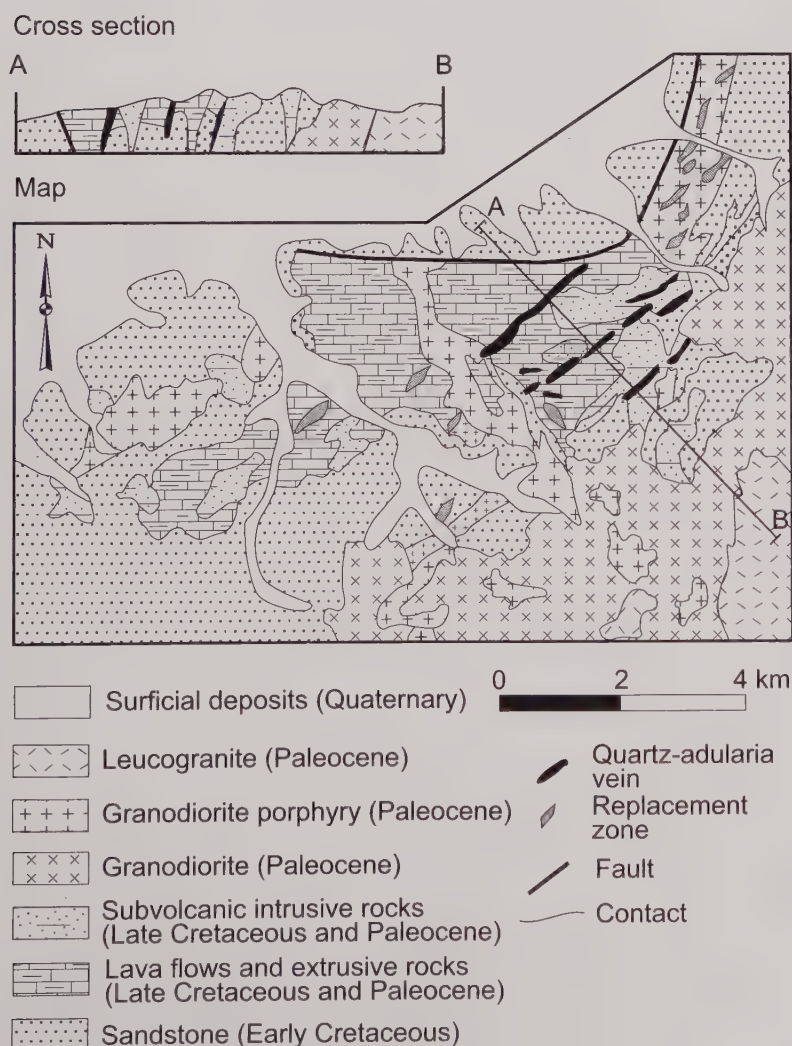 Cross section
A B
Map
N
A
B
Surficial deposits (Quaternary)
0 2 4 km
Leucogranite (Paleocene)
Granodiorite porphyry (Paleocene)
Granodiorite (Paleocene)
Subvolcanic intrusive rocks
(Late Cretaceous and Paleocene)
Lava flows and extrusive rocks
(Late Cretaceous and Paleocene)
Sandstone (Early Cretaceous)
Quartz-adularia
vein
Replacement
zone
Fault
Contact